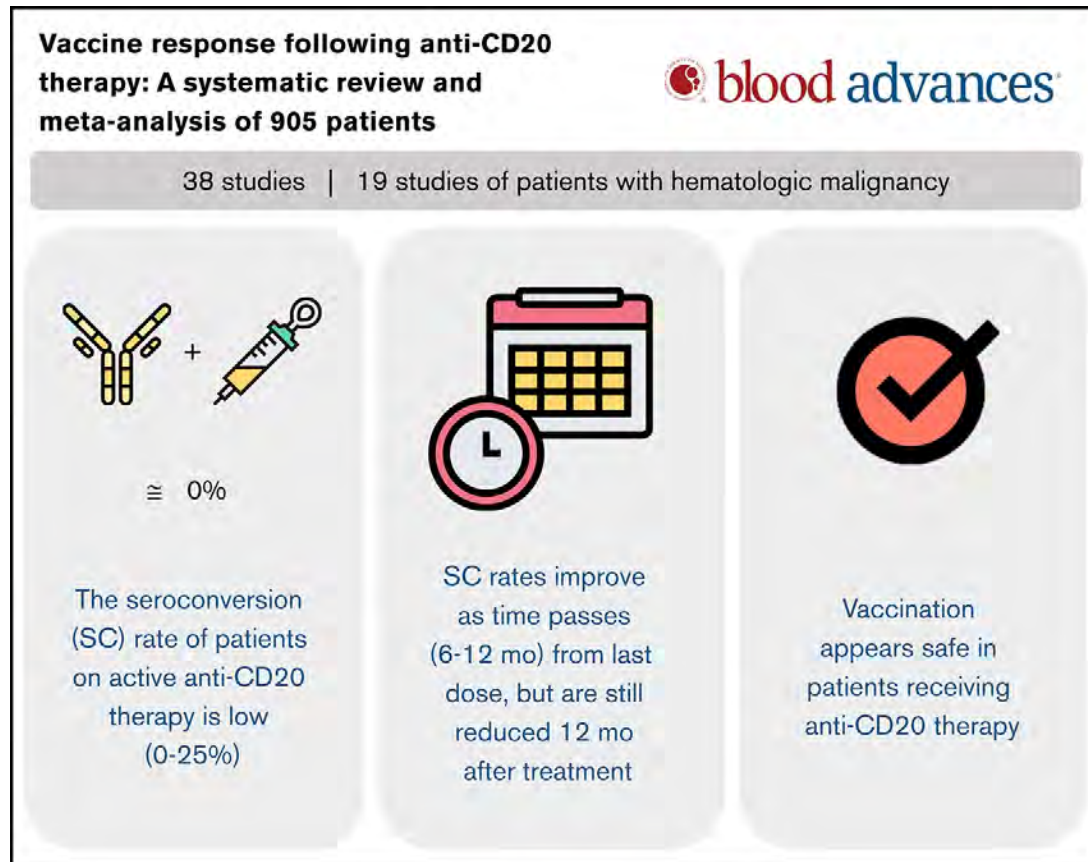 Vaccine response following anti-CD20
therapy: A systematic review and
meta-analysis of 905 patients
blood advances
38 studies | 19 studies of patients with hematologic malignancy
+
≅ 0%
The seroconversion
(SC) rate of patients
on active anti-CD20
therapy is low
(0-25%)
SC rates improve
as time passes
(6-12 mo) from last
dose, but are still
reduced 12 mo
after treatment
Vaccination
appears safe in
patients receiving
anti-CD20 therapy